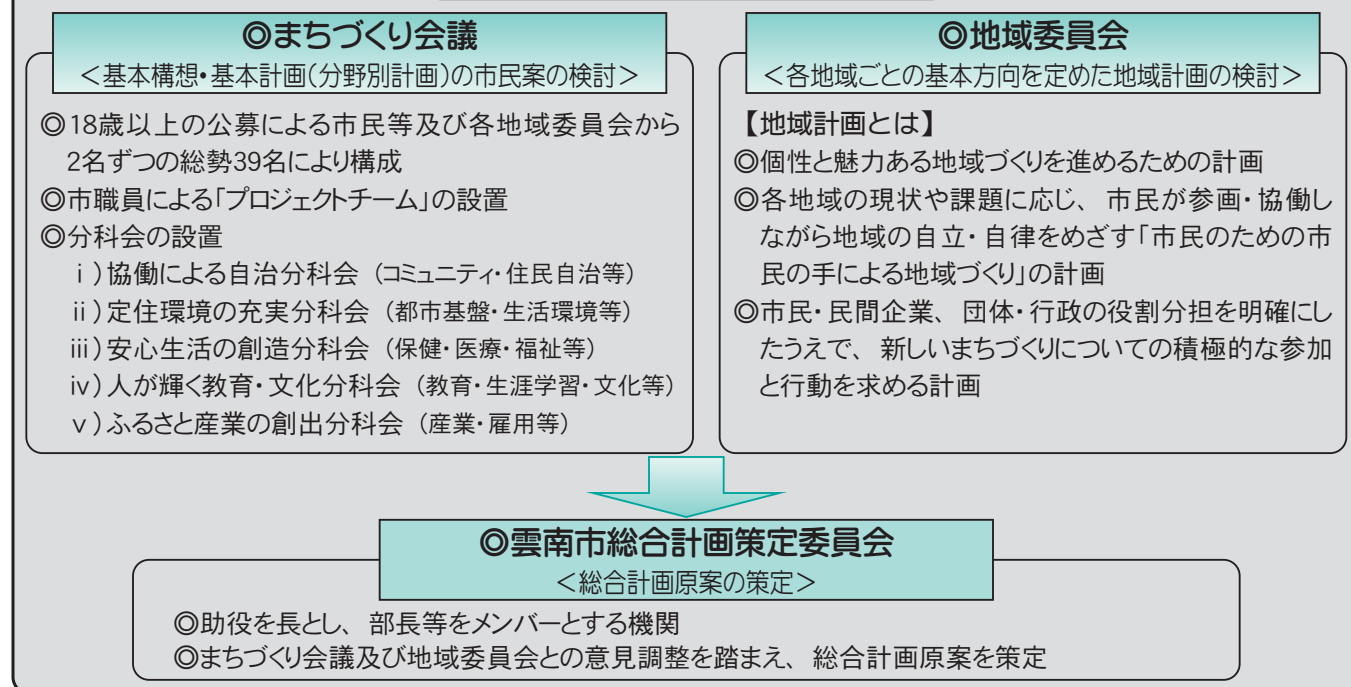 ◎まちづくり会議
＜基本構想・基本計画(分野別計画)の市民案の検討＞
◎18歳以上の公募による市民等及び各地域委員会から
2名ずつの総勢39名により構成
◎市職員による「プロジェクトチーム」の設置
◎分科会の設置
ⅰ)協働による自治分科会（コミュニティ・住民自治等）
ⅱ)定住環境の充実分科会（都市基盤・生活環境等）
ⅲ)安心生活の創造分科会（保健・医療・福祉等）
ⅳ)人が輝く教育・文化分科会（教育・生涯学習・文化等）
ⅴ)ふるさと産業の創出分科会（産業・雇用等）
◎地域委員会
＜各地域ごとの基本方向を定めた地域計画の検討＞
【地域計画とは】
◎個性と魅力ある地域づくりを進めるための計画
◎各地域の現状や課題に応じ、市民が参画・協働し
ながら地域の自立・自律をめざす「市民のための市
民の手による地域づくり」の計画
◎市民・民間企業、団体・行政の役割分担を明確にし
たうえで、新しいまちづくりについての積極的な参加
と行動を求める計画
◎雲南市総合計画策定委員会
＜総合計画原案の策定＞
◎助役を長とし、部長等をメンバーとする機関
◎まちづくり会議及び地域委員会との意見調整を踏まえ、総合計画原案を策定